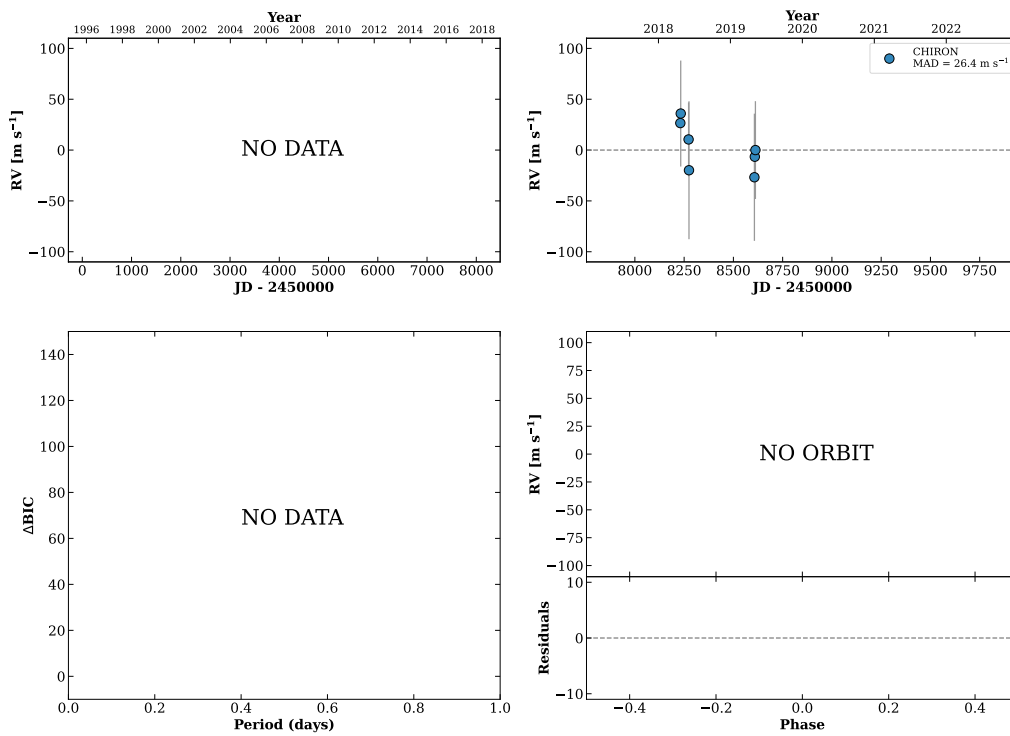 Year
1996 1998 2000 2002 2004 2006 2008 2010 2012 2014 2016 2018
100
50
0
−50
−100
RV [m s⁻¹]
NO DATA
0 1000 2000 3000 4000 5000 6000 7000 8000
JD - 2450000
Year
2018 2019 2020 2021 2022
CHIRON
MAD = 26.4 m s⁻¹
100
50
0
−50
−100
RV [m s⁻¹]
8000 8250 8500 8750 9000 9250 9500 9750
JD - 2450000
140
120
100
80
60
40
20
0
ΔBIC
NO DATA
0.0 0.2 0.4 0.6 0.8 1.0
Period (days)
100
75
50
25
0
−25
−50
−75
−100
RV [m s⁻¹]
NO ORBIT
10
0
−10
Residuals
−0.4 −0.2 0.0 0.2 0.4
Phase